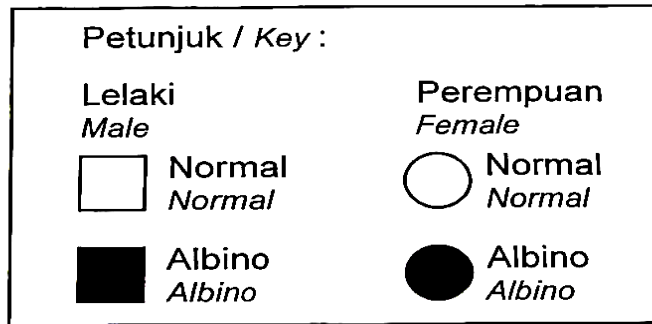 Petunjuk / Key :
Lelaki
Male
Perempuan
Female
Normal
Normal
Normal
Normal
Albino
Albino
Albino
Albino